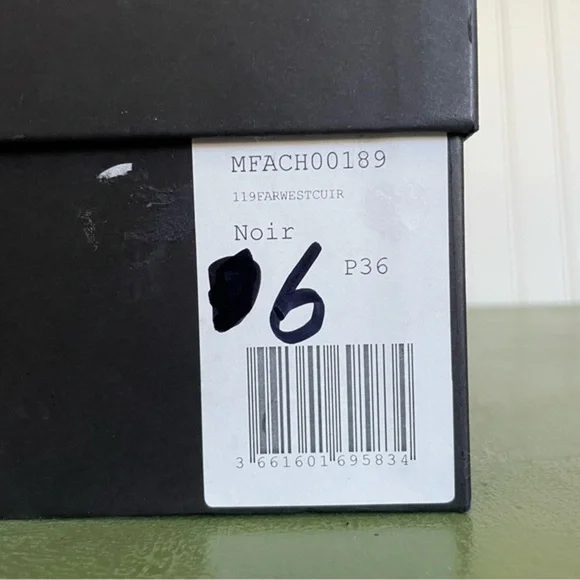 MFACH00189
119FARWESTCUIR
Noir
P36
6
3 661601 695834